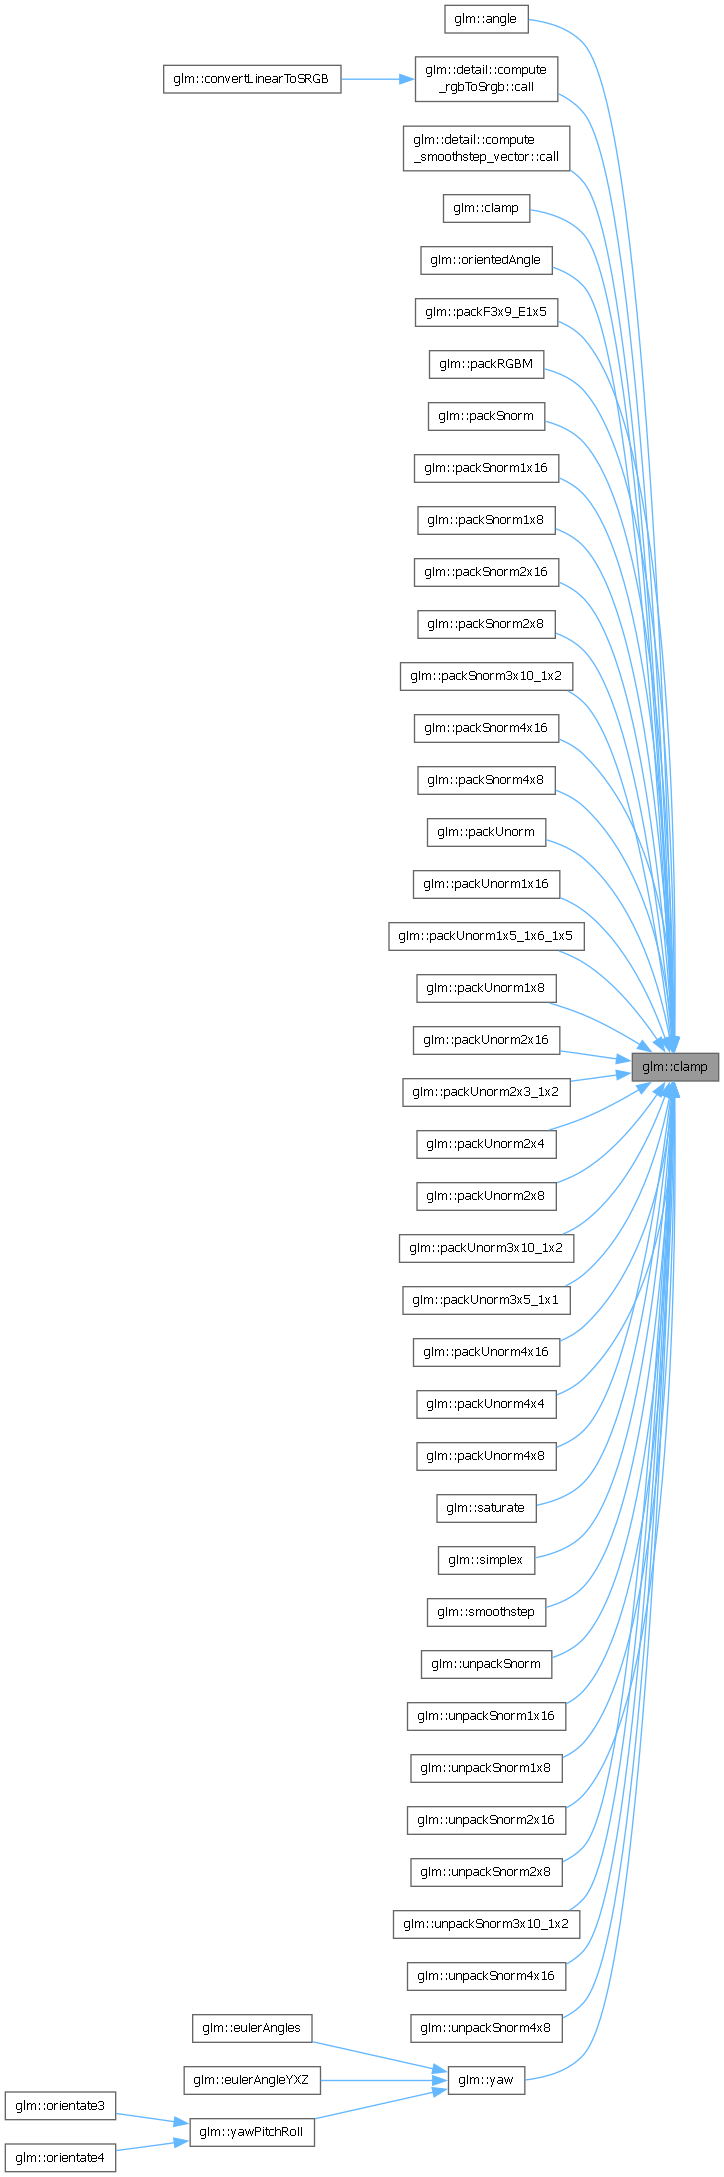 glm::angle
glm::convertLinearToSRGB
glm::detail::compute
_rgbToSrgb::call
glm::detail::compute
_smoothstep_vector::call
glm::clamp
glm::orientedAngle
glm::packF3x9_E1x5
glm::packRGBM
glm::packSnorm
glm::packSnorm1x16
glm::packSnorm1x8
glm::packSnorm2x16
glm::packSnorm2x8
glm::packSnorm3x10_1x2
glm::packSnorm4x16
glm::packSnorm4x8
glm::packUnorm
glm::packUnorm1x16
glm::packUnorm1x5_1x6_1x5
glm::packUnorm1x8
glm::packUnorm2x16
glm::clamp
glm::packUnorm2x3_1x2
glm::packUnorm2x4
glm::packUnorm2x8
glm::packUnorm3x10_1x2
glm::packUnorm3x5_1x1
glm::packUnorm4x16
glm::packUnorm4x4
glm::packUnorm4x8
glm::saturate
glm::simplex
glm::smoothstep
glm::unpackSnorm
glm::unpackSnorm1x16
glm::unpackSnorm1x8
glm::unpackSnorm2x16
glm::unpackSnorm2x8
glm::unpackSnorm3x10_1x2
glm::unpackSnorm4x16
glm::unpackSnorm4x8
glm::eulerAngles
glm::eulerAngleYXZ
glm::yaw
glm::orientate3
glm::yawPitchRoll
glm::orientate4